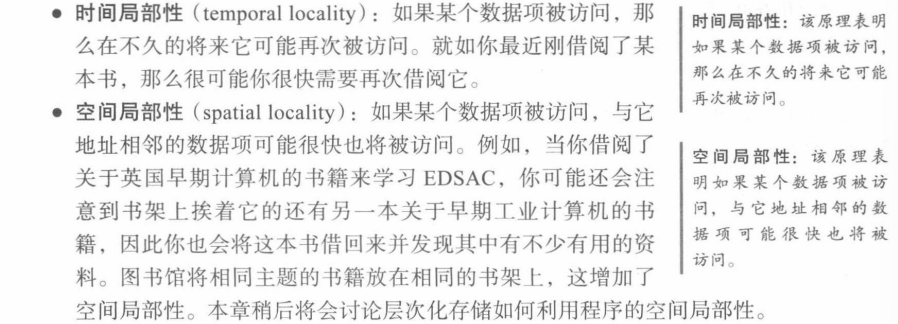 • 时间局部性（temporal locality）：如果某个数据项被访问，那
么在不久的将来它可能再次被访问。就如你最近刚借阅了某
本书，那么很可能你很快需要再次借阅它。
• 空间局部性（spatial locality）：如果某个数据项被访问，与它
地址相邻的数据项可能很快也将被访问。例如，当你借阅了
关于英国早期计算机的书籍来学习 EDSAC，你可能还会注
意到书架上挨着它的还有另一本关于早期工业计算机的书
籍，因此你也会将这本书借回来并发现其中有不少有用的资
料。图书馆将相同主题的书籍放在相同的书架上，这增加了
空间局部性。本章稍后将会讨论层次化存储如何利用程序的空间局部性。
时间局部性：该原理表明
如果某个数据项被访问，
那么在不久的将来它可能
再次被访问。
空间局部性：该原理表
明如果某个数据项被访
问，与它地址相邻的数
据项可能很快也将被
访问。